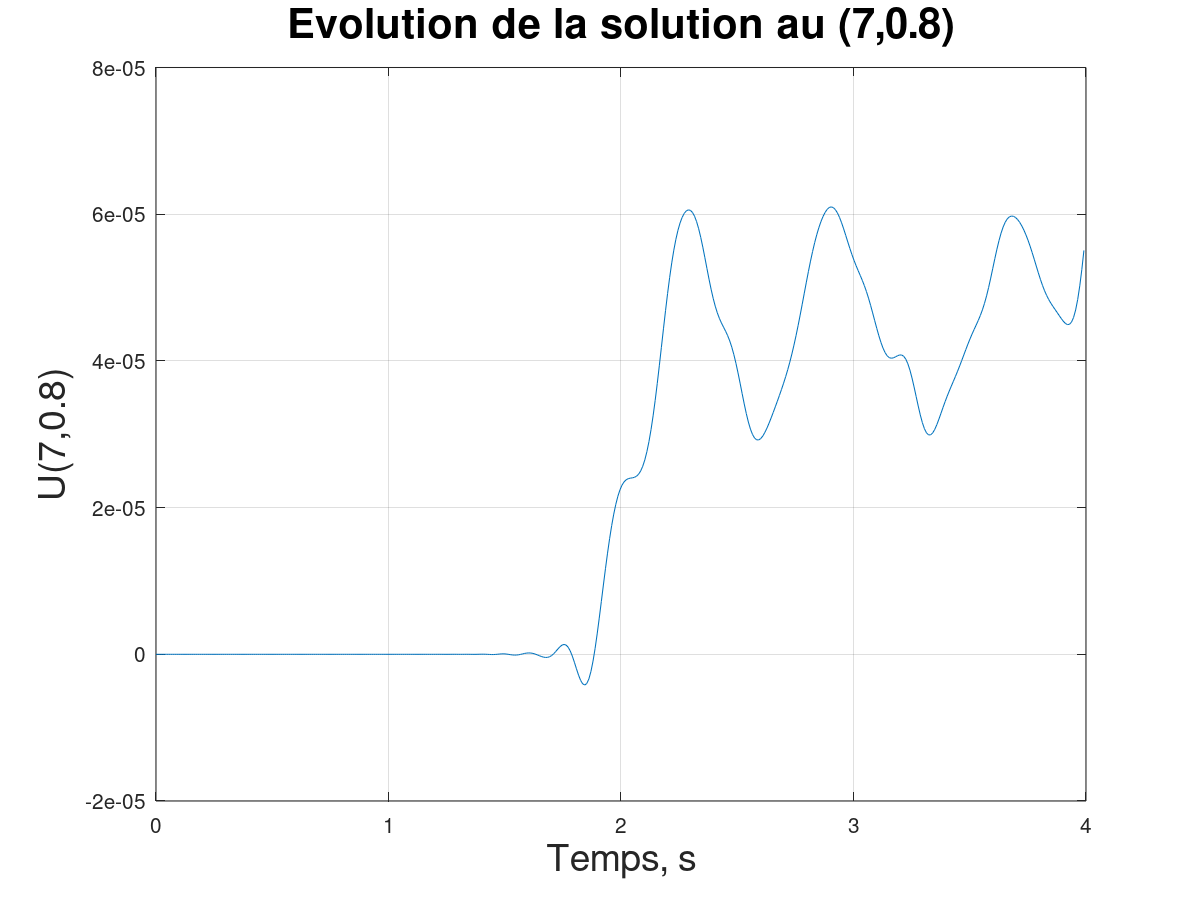 Evolution de la solution au (7,0.8)
8e-05
6e-05
4e-05
2e-05
0
-2e-05
U(7,0.8)
0 1 2 3 4
Temps, s